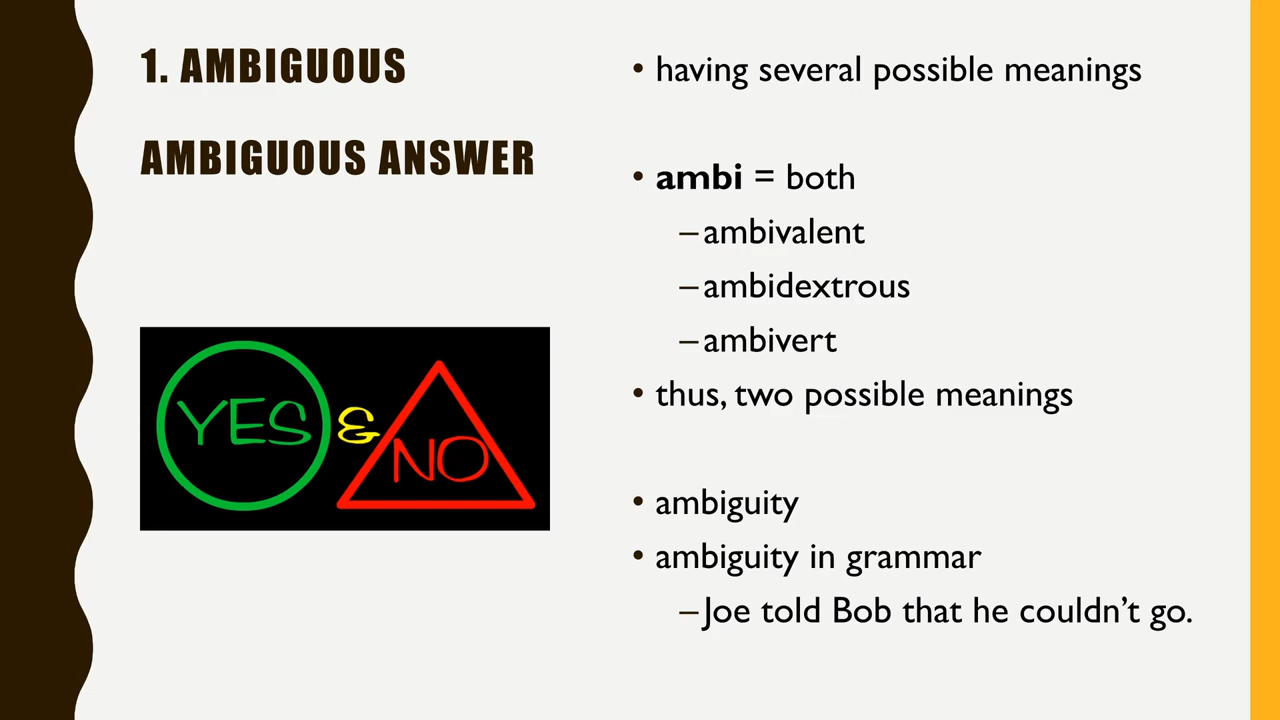 1. AMBIGUOUS
AMBIGUOUS ANSWER
YES & NO
• having several possible meanings
• ambi = both
–ambivalent
–ambidextrous
–ambivert
• thus, two possible meanings
• ambiguity
• ambiguity in grammar
–Joe told Bob that he couldn’t go.